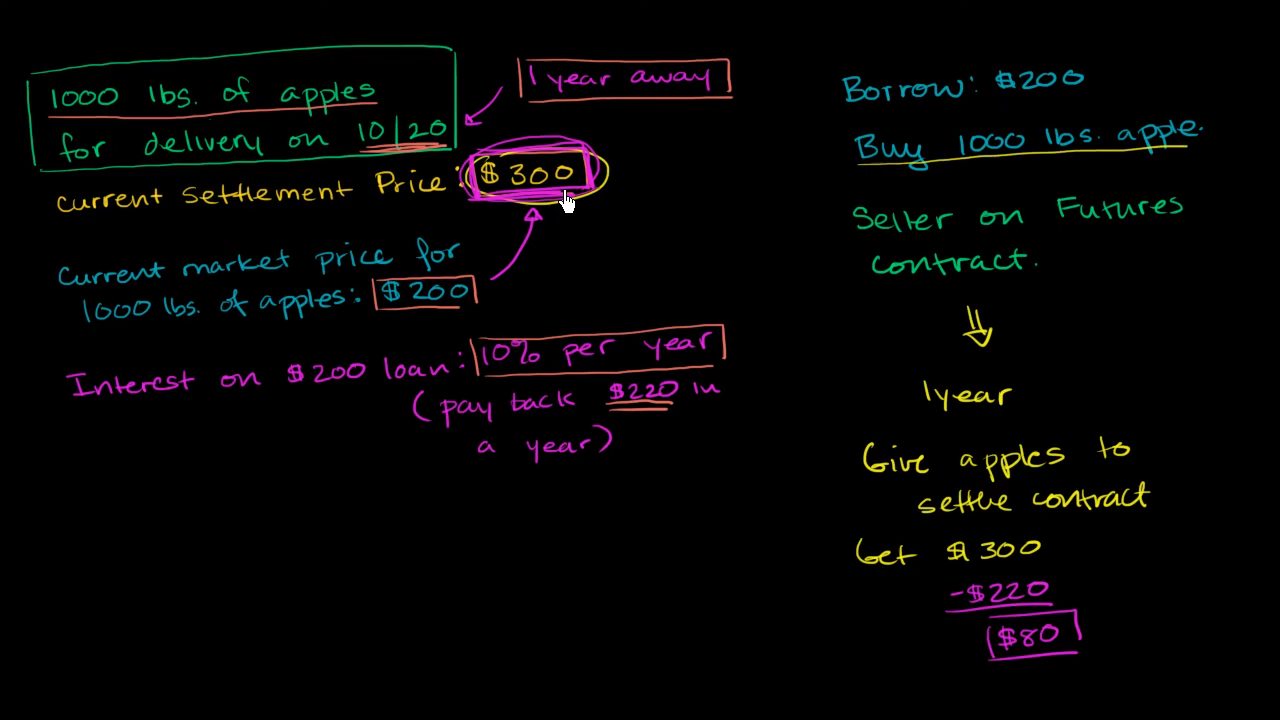 1000 lbs. of apples
for delivery on 10/20
1 year away
Current Settlement Price: $300
Current market price for
1000 lbs. of apples: $200
Interest on $200 loan: 10% per year
(pay back $220 in
a year)
Borrow: $200
Buy 1000 lbs. apple.
Seller on Futures
contract.
1 year
Give apples to
settle contract
Get $300
-$220
$80